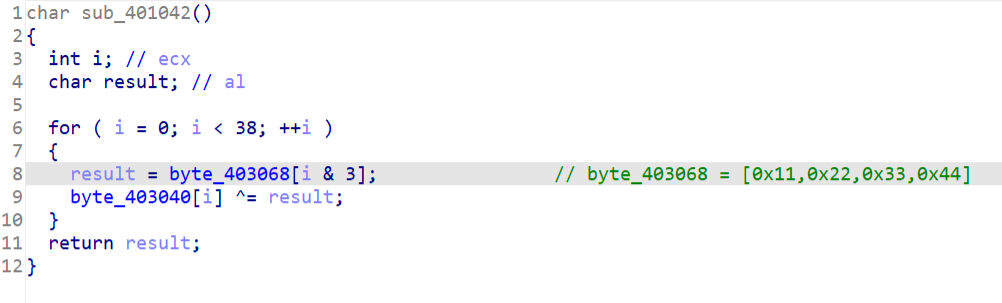 1 char sub_401042()
2 {
3   int i; // ecx
4   char result; // al
5
6   for ( i = 0; i < 38; ++i )
7   {
8     result = byte_403068[i & 3];                // byte_403068 = [0x11,0x22,0x33,0x44]
9     byte_403040[i] ^= result;
10   }
11   return result;
12 }